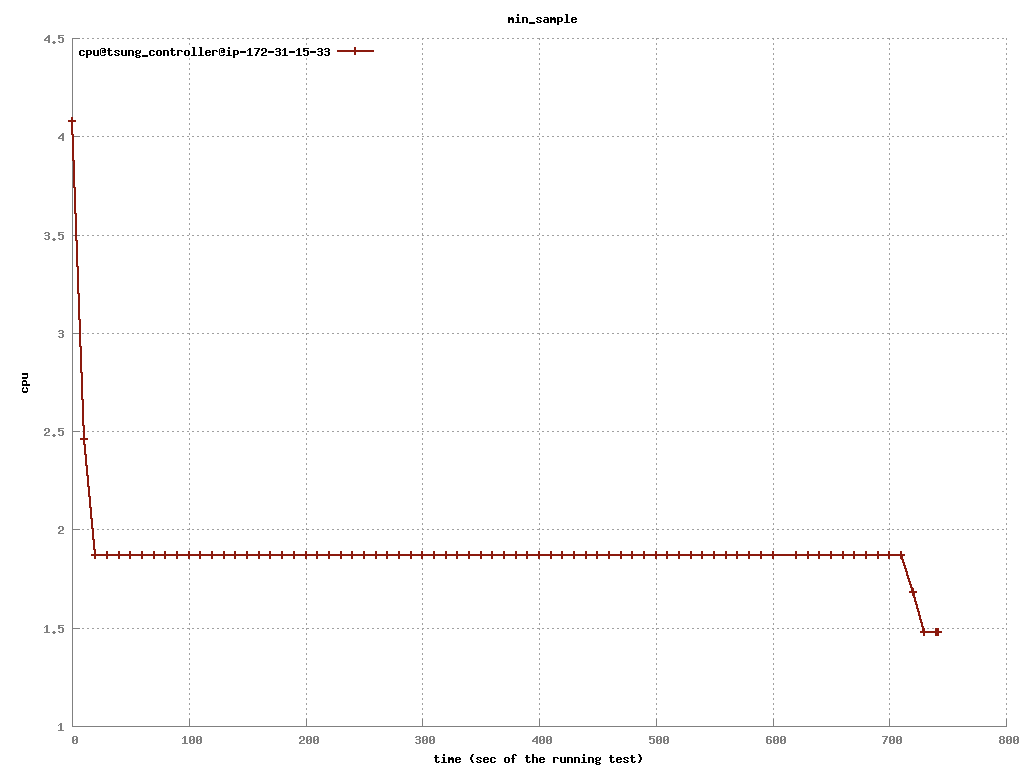 min_sample
cpu@tsung_controller@ip-172-31-15-33
4.5
4
3.5
3
2.5
2
1.5
1
cpu
0 100 200 300 400 500 600 700 800
time (sec of the running test)